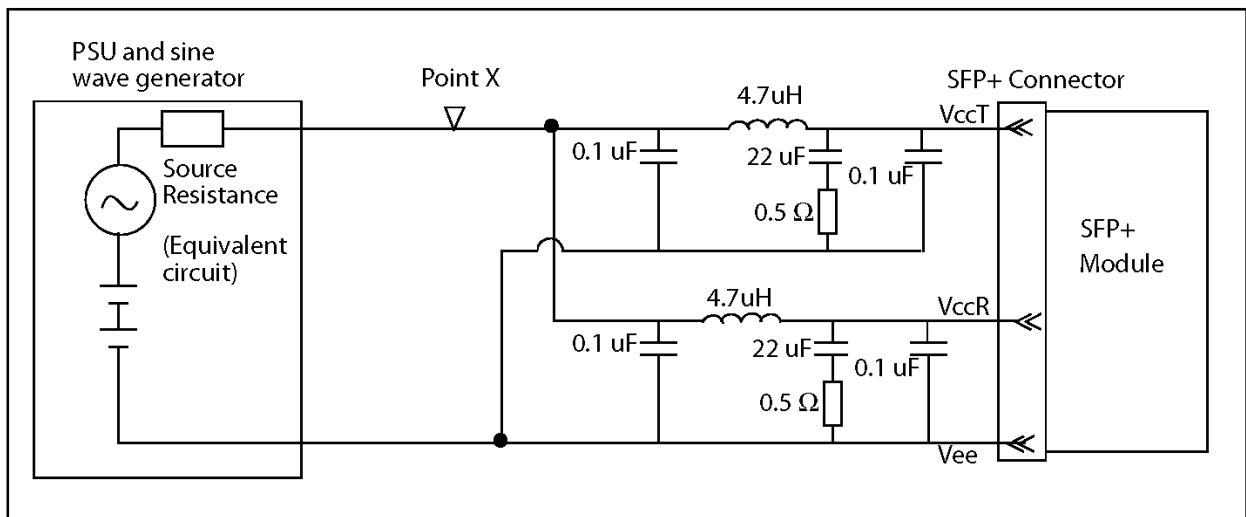 PSU and sine
wave generator
Point X
SFP+ Connector
4.7uH
VccT
0.1 uF
22 uF
0.1 uF
Source
Resistance
0.5 Ω
(Equivalent
circuit)
SFP+
Module
4.7uH
VccR
0.1 uF
22 uF
0.1 uF
0.5 Ω
Vee